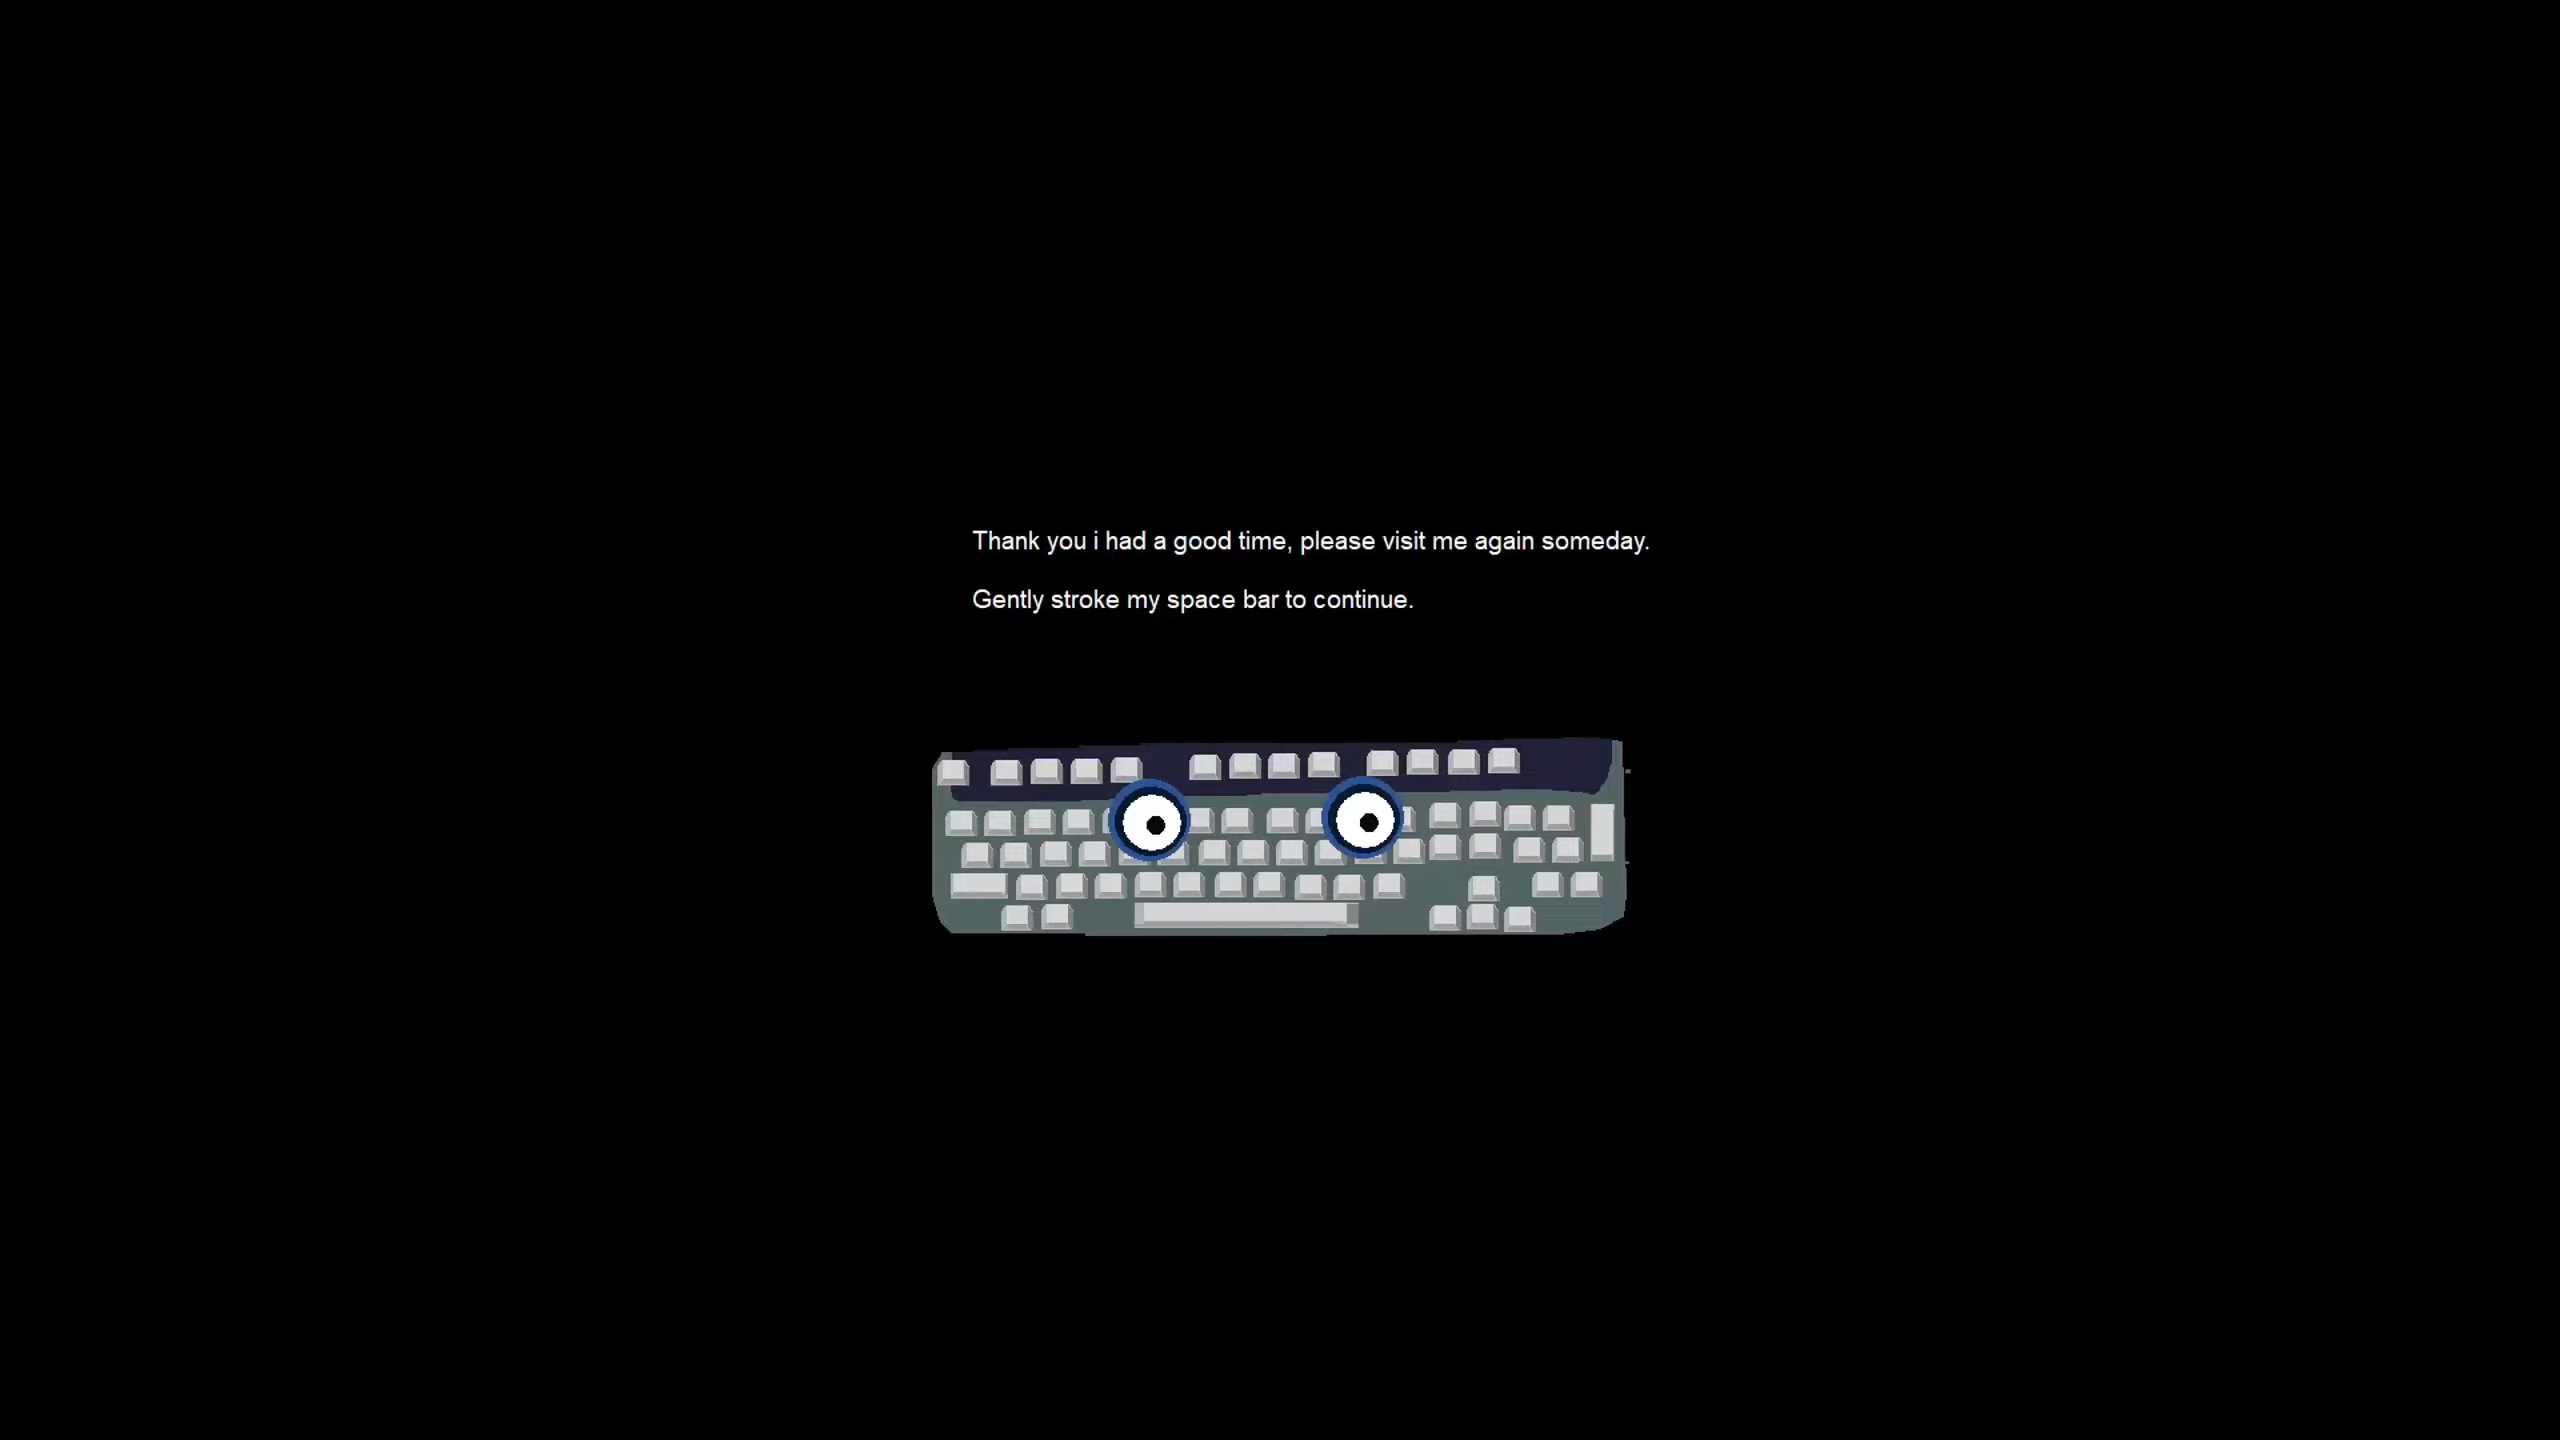 Thank you i had a good time, please visit me again someday.
Gently stroke my space bar to continue.